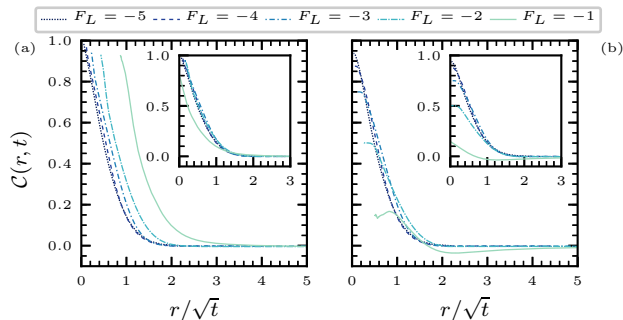 F_L = −5 F_L = −4 F_L = −3 F_L = −2 F_L = −1
(a) (b)
1.0
0.8
0.6
0.4
0.2
0.0
C(r, t)
0 1 2 3 4 5
r/√t
1.0
0.5
0.0
0 1 2 3
0 1 2 3 4 5
r/√t
1.0
0.5
0.0
0 1 2 3